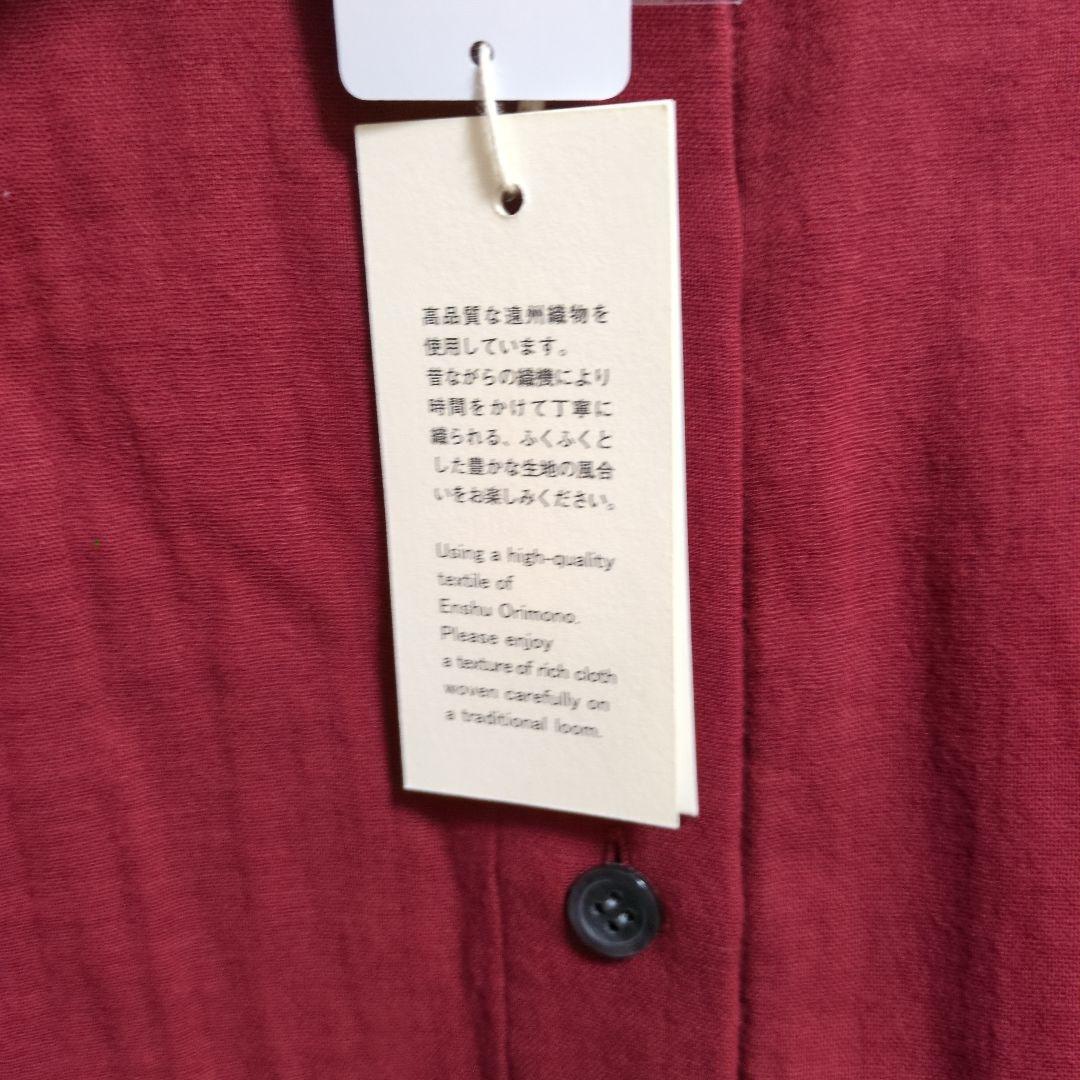 高品質な遠州織物を
使用しています。
昔ながらの織機により
時間をかけて丁寧に
織られる、ふくふくと
した豊かな生地の風合
いをお楽しみください。
Using a high-quality
textile of
Enshu Orimono.
Please enjoy
a texture of rich cloth
woven carefully on
a traditional loom.